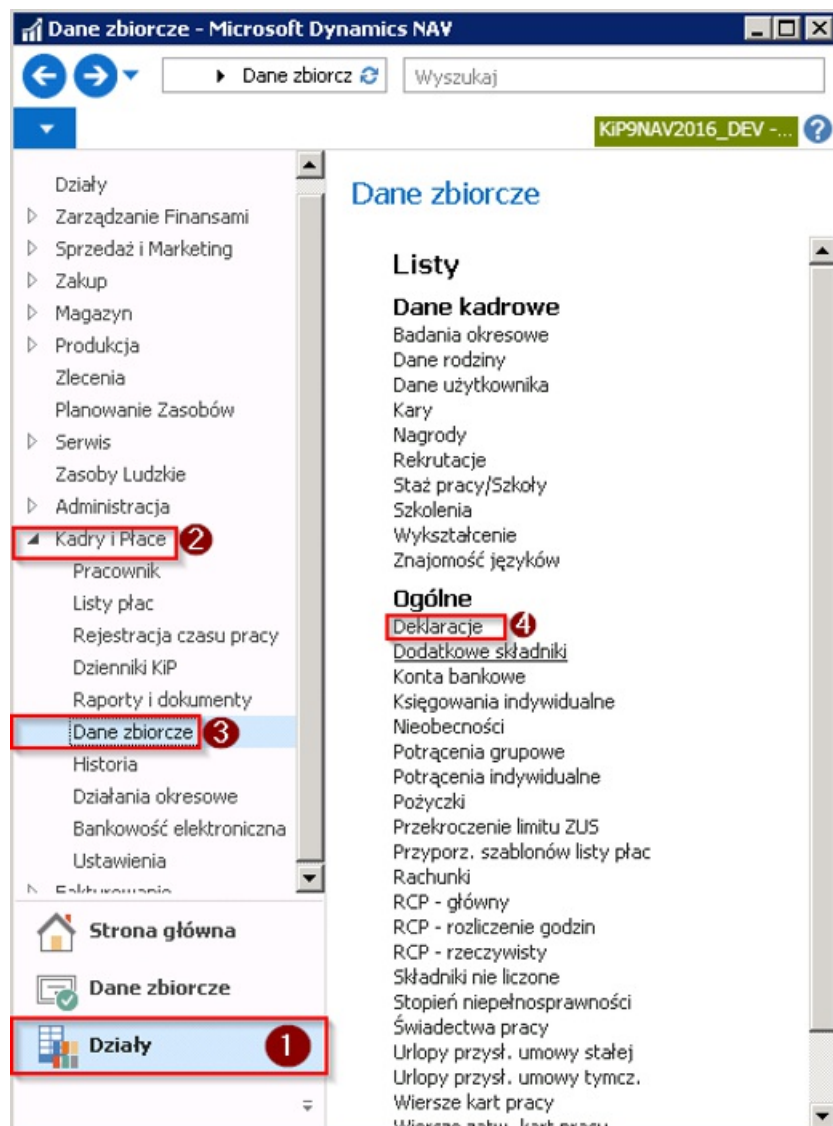 Dane zbiorcze - Microsoft Dynamics NAV
Dane zbiorcz
Wyszukaj
KiP9NAV2016_DEV -...
Działy
Zarządzanie Finansami
Sprzedaż i Marketing
Zakup
Magazyn
Produkcja
Zlecenia
Planowanie Zasobów
Serwis
Zasoby Ludzkie
Administracja
Kadry i Płace 2
Pracownik
Listy płac
Rejestracja czasu pracy
Dzienniki KiP
Raporty i dokumenty
Dane zbiorcze 3
Historia
Działania okresowe
Bankowość elektroniczna
Ustawienia
Fakturowanie
Strona główna
Dane zbiorcze
Działy 1
Dane zbiorcze
Listy
Dane kadrowe
Badania okresowe
Dane rodziny
Dane użytkownika
Kary
Nagrody
Rekrutacje
Staż pracy/Szkoły
Szkolenia
Wykształcenie
Znajomość języków
Ogólne
Deklaracje 4
Dodatkowe składniki
Konta bankowe
Księgowania indywidualne
Nieobecności
Potrącenia grupowe
Potrącenia indywidualne
Pożyczki
Przekroczenie limitu ZUS
Przyporz. szablonów listy płac
Rachunki
RCP - główny
RCP - rozliczenie godzin
RCP - rzeczywisty
Składniki nie liczone
Stopień niepełnosprawności
Świadectwa pracy
Urlopy przysł. umowy stałej
Urlopy przysł. umowy tymcz.
Wiersze kart pracy
Wiersze zatw. kart pracy